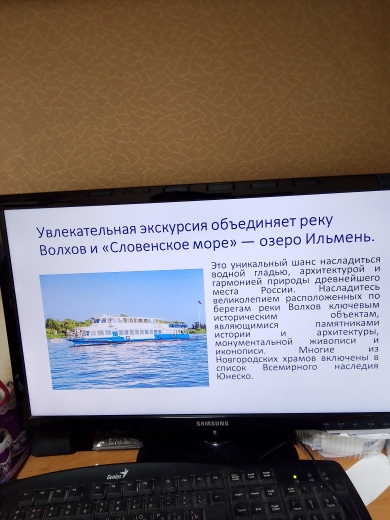 Увлекательная экскурсия объединяет реку
Волхов и «Словенское море» — озеро Ильмень.
Это уникальный шанс насладиться
водной гладью, архитектурой и
гармонией природы древнейшего
места России. Насладитесь
великолепием расположенных по
берегам реки Волхов ключевым
историческим объектам,
являющимися памятниками
истории и архитектуры,
монументальной живописи и
иконописи. Многие из
Новгородских храмов включены в
список Всемирного наследия
Юнеско.
SAMSUNG
Genius